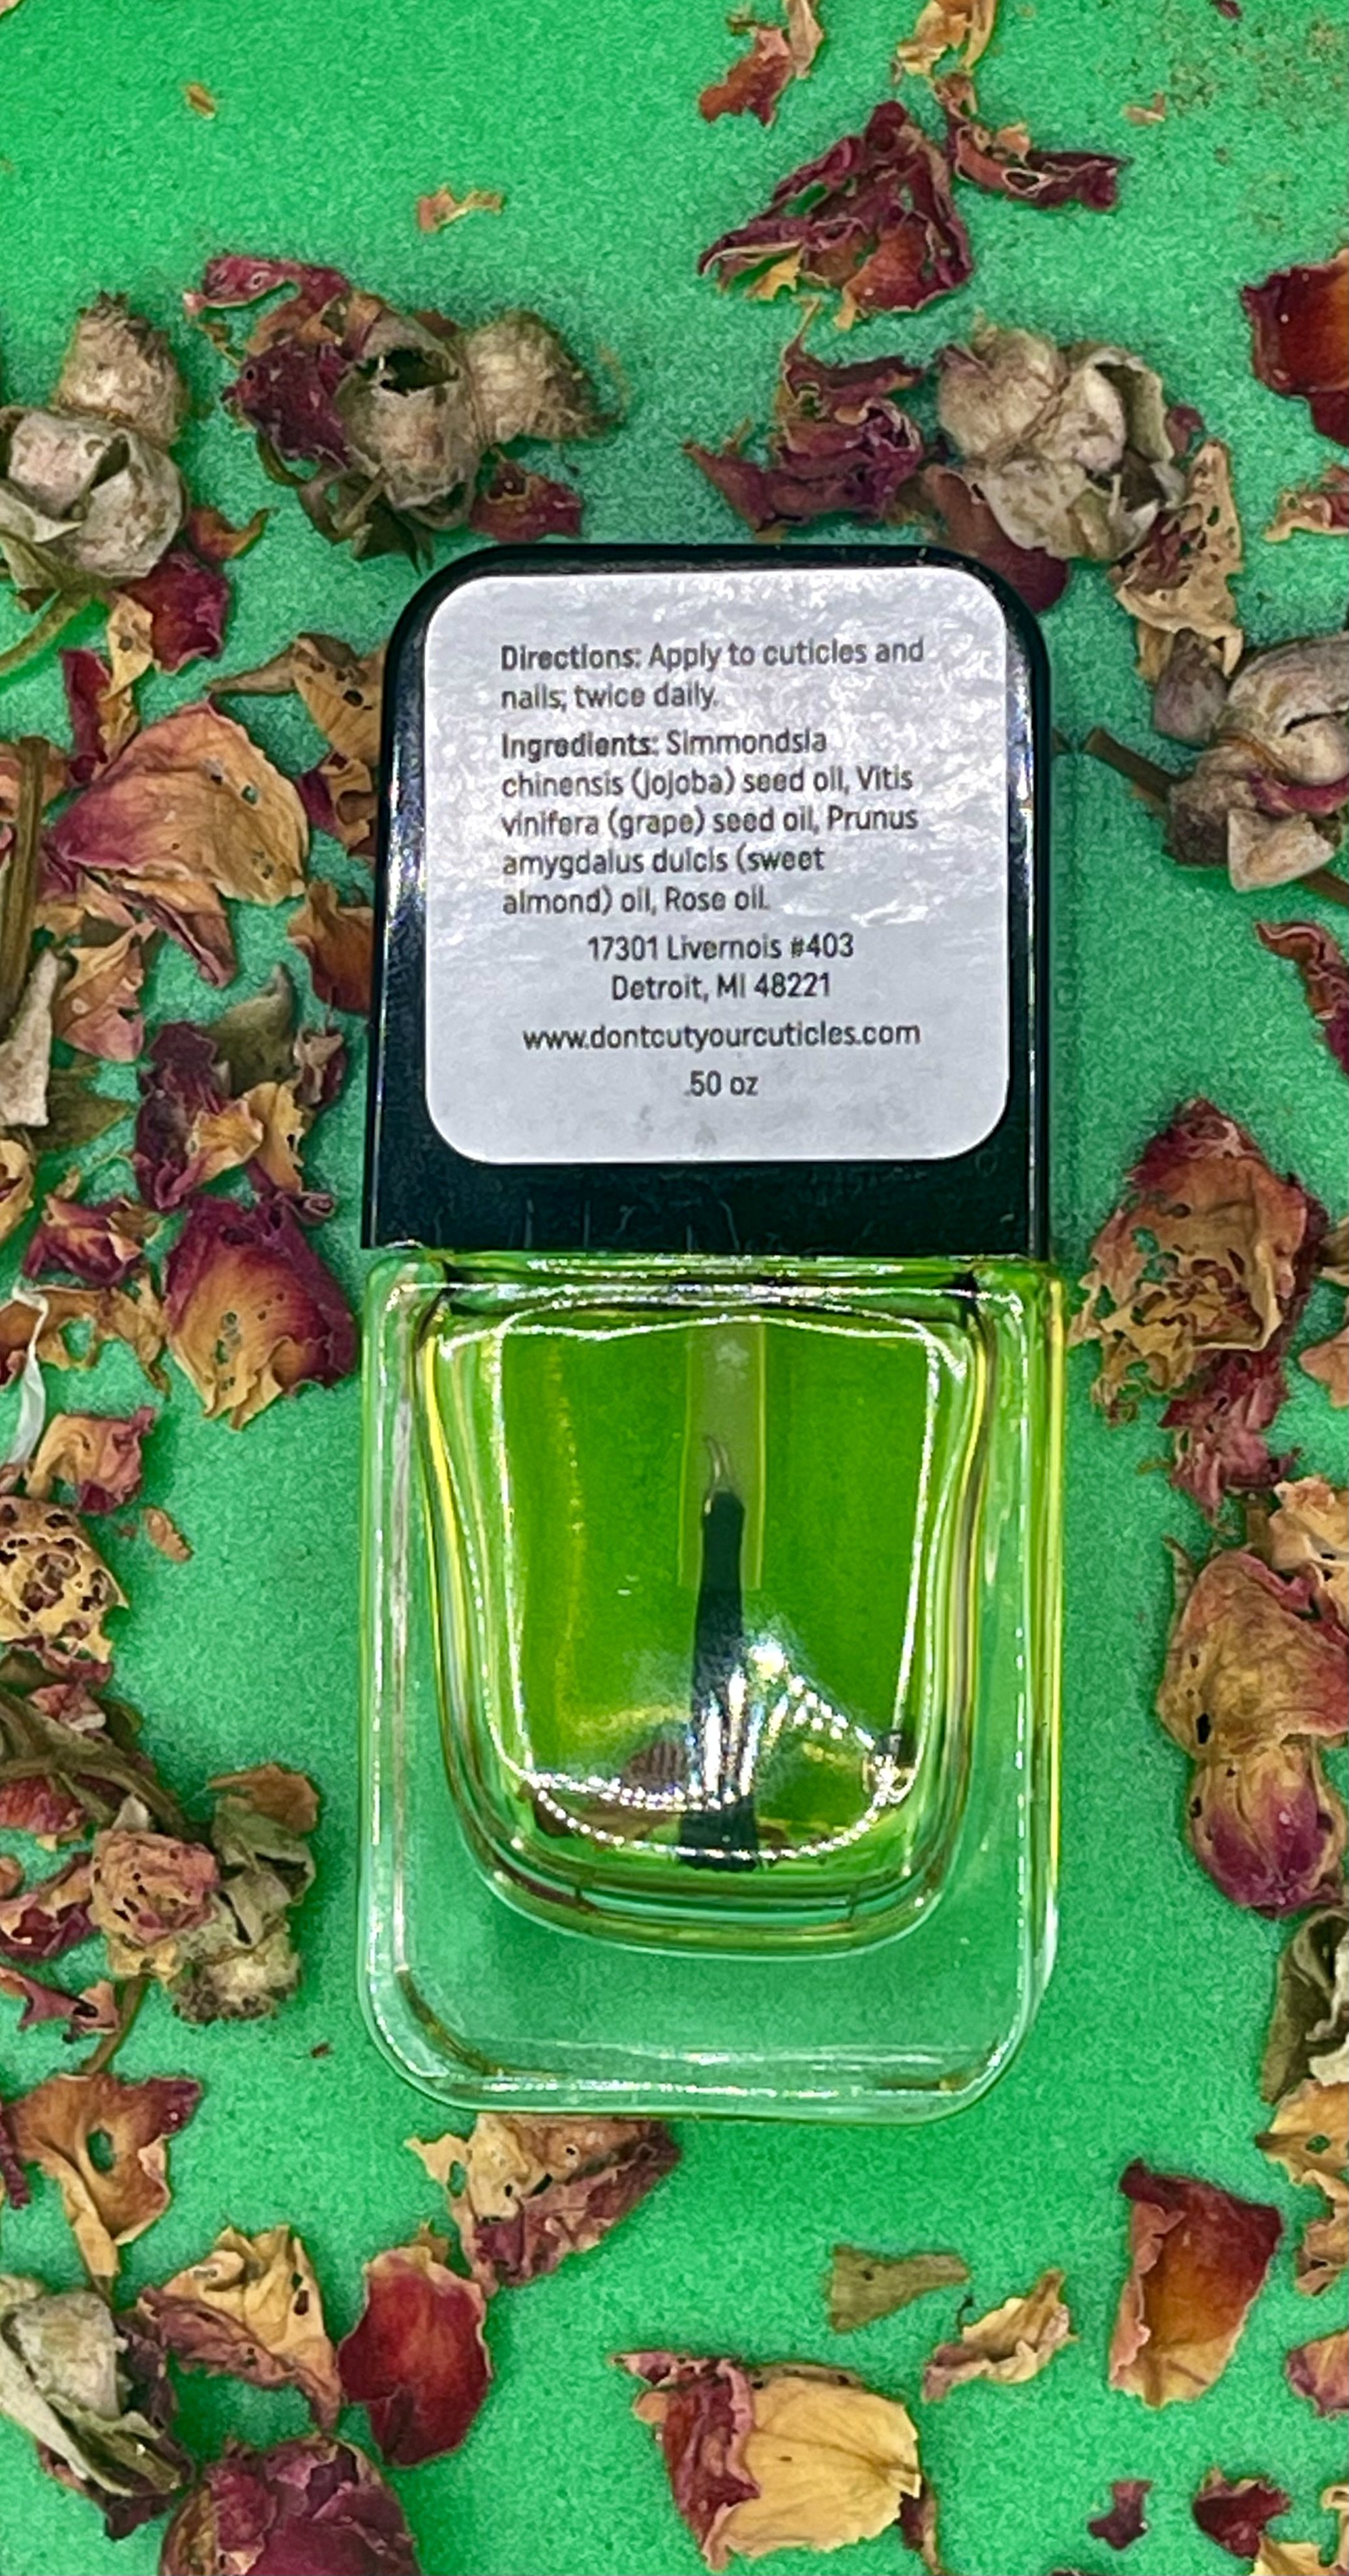 Directions: Apply to cuticles and
nails; twice daily.
Ingredients: Simmondsia
chinensis (jojoba) seed oil, Vitis
vinifera (grape) seed oil, Prunus
amygdalus dulcis (sweet
almond) oil, Rose oil.
17301 Livernois #403
Detroit, MI 48221
www.dontcutyourcuticles.com
.50 oz